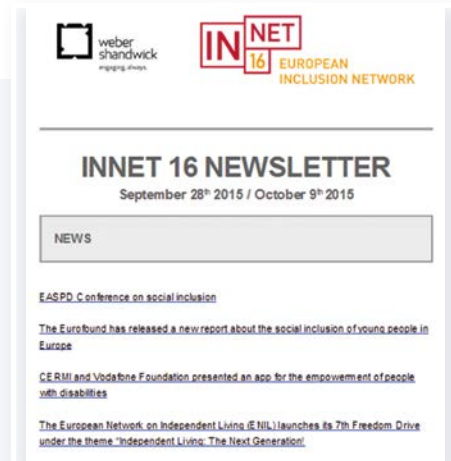 weber
shandwick
engaging, always.
INNET
16
EUROPEAN
INCLUSION NETWORK
INNET 16 NEWSLETTER
September 28th 2015 / October 9th 2015
NEWS
EASPD Conference on social inclusion
The Eurofound has released a new report about the social inclusion of young people in
Europe
CERMI and Vodafone Foundation presented an app for the empowerment of people
with disabilities
The European Network on Independent Living (ENIL) launches its 7th Freedom Drive
under the theme "Independent Living: The Next Generation!